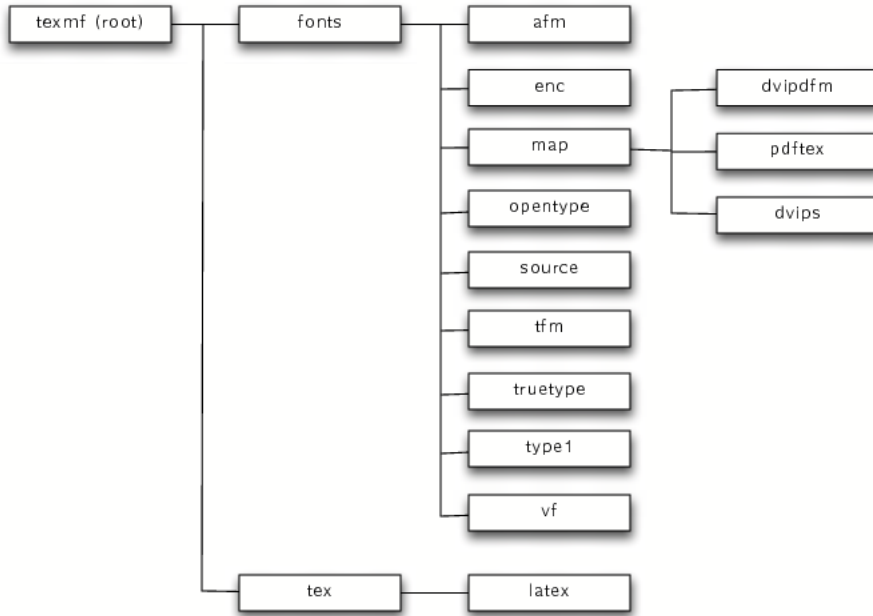 texmf (root)
fonts
afm
enc
map
dvipdfm
pdftex
dvips
opentype
source
tfm
truetype
type1
vf
tex
latex